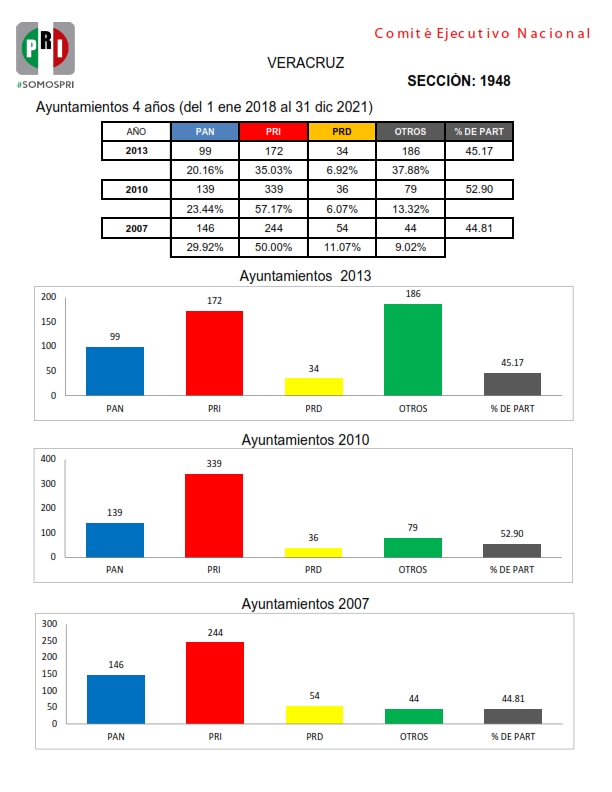 Comité Ejecutivo Nacional
PRI
#SOMOSPRI
VERACRUZ
SECCIÓN: 1948
Ayuntamientos 4 años (del 1 ene 2018 al 31 dic 2021)
AÑO PAN PRI PRD OTROS % DE PART
2013 99 172 34 186 45.17
20.16% 35.03% 6.92% 37.88%
2010 139 339 36 79 52.90
23.44% 57.17% 6.07% 13.32%
2007 146 244 54 44 44.81
29.92% 50.00% 11.07% 9.02%
Ayuntamientos 2013
200
150
100
50
0
99 172 34 186 45.17
PAN PRI PRD OTROS % DE PART
Ayuntamientos 2010
400
300
200
100
0
139 339 36 79 52.90
PAN PRI PRD OTROS % DE PART
Ayuntamientos 2007
300
250
200
150
100
50
0
146 244 54 44 44.81
PAN PRI PRD OTROS % DE PART